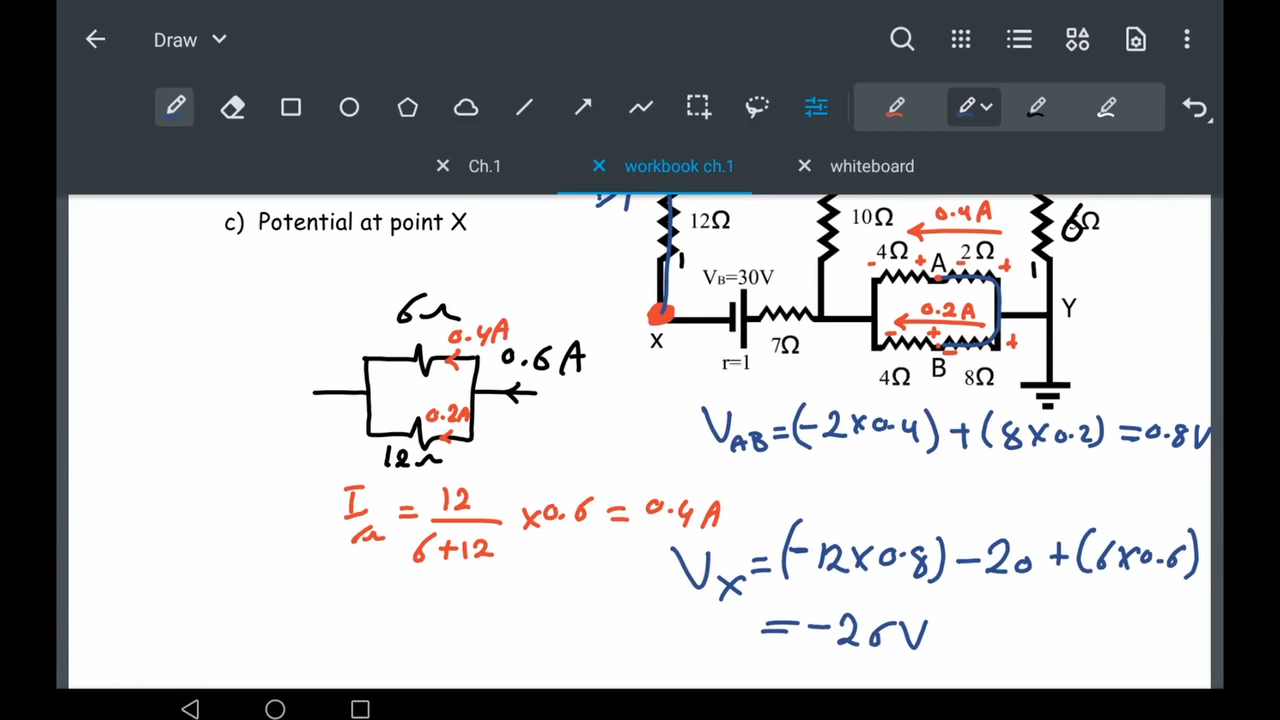 Draw
Ch.1
workbook ch.1
whiteboard
c) Potential at point X
12Ω
10Ω
0.4A
6Ω
4Ω
A
2Ω
- + - +
1
1
VB=30V
0.2A
Y
X
7Ω
- + - +
r=1
4Ω
B
8Ω
6Ω
0.4A
0.6A
0.2A
12Ω
VAB=(-2×0.4)+(8×0.2)=0.8V
I6Ω = 12/(6+12) ×0.6 = 0.4A
Vx=(-12×0.8)-20+(6×0.6)
=-26V